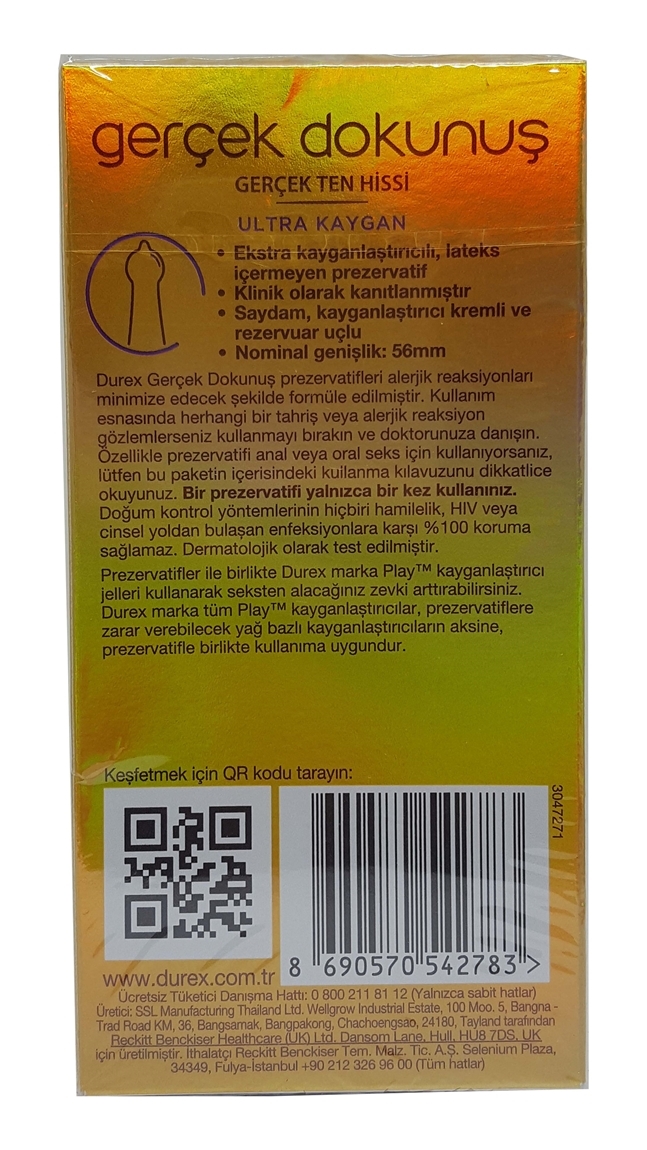 gerçek dokunuş
GERÇEK TEN HİSSİ
ULTRA KAYGAN
• Ekstra kayganlaştırıcılı, lateks
içermeyen prezervatif
• Klinik olarak kanıtlanmıştır
• Saydam, kayganlaştırıcı kremli ve
rezervuar uçlu
• Nominal genişlik: 56mm
Durex Gerçek Dokunuş prezervatifleri alerjik reaksiyonları
minimize edecek şekilde formüle edilmiştir. Kullanım
esnasında herhangi bir tahriş veya alerjik reaksiyon
gözlemlerseniz kullanmayı bırakın ve doktorunuza danışın.
Özellikle prezervatifi anal veya oral seks için kullanıyorsanız,
lütfen bu paketin içerisindeki kullanma kılavuzunu dikkatlice
okuyunuz. Bir prezervatifi yalnızca bir kez kullanınız.
Doğum kontrol yöntemlerinin hiçbiri hamilelik, HIV veya
cinsel yoldan bulaşan enfeksiyonlara karşı %100 koruma
sağlamaz. Dermatolojik olarak test edilmiştir.
Prezervatifler ile birlikte Durex marka Play™ kayganlaştırıcı
jelleri kullanarak seksten alacağınız zevki arttırabilirsiniz.
Durex marka tüm Play™ kayganlaştırıcılar, prezervatiflere
zarar verebilecek yağ bazlı kayganlaştırıcıların aksine,
prezervatifle birlikte kullanıma uygundur.
Keşfetmek için QR kodu tarayın:
3047271
8 690570 542783 >
www.durex.com.tr
Ücretsiz Tüketici Danışma Hattı: 0 800 211 81 12 (Yalnızca sabit hatlar)
Üretici: SSL Manufacturing Thailand Ltd. Wellgrow Industrial Estate, 100 Moo. 5, Bangna -
Trad Road KM, 36, Bangsamak, Bangpakong, Chachoengsao, 24180, Tayland tarafından
Reckitt Benckiser Healthcare (UK) Ltd. Dansom Lane, Hull, HU8 7DS, UK
için üretilmiştir. İthalatçı Reckitt Benckiser Tem. Malz. Tic. A.Ş. Selenium Plaza,
34349, Fulya-İstanbul +90 212 326 96 00 (Tüm hatlar)